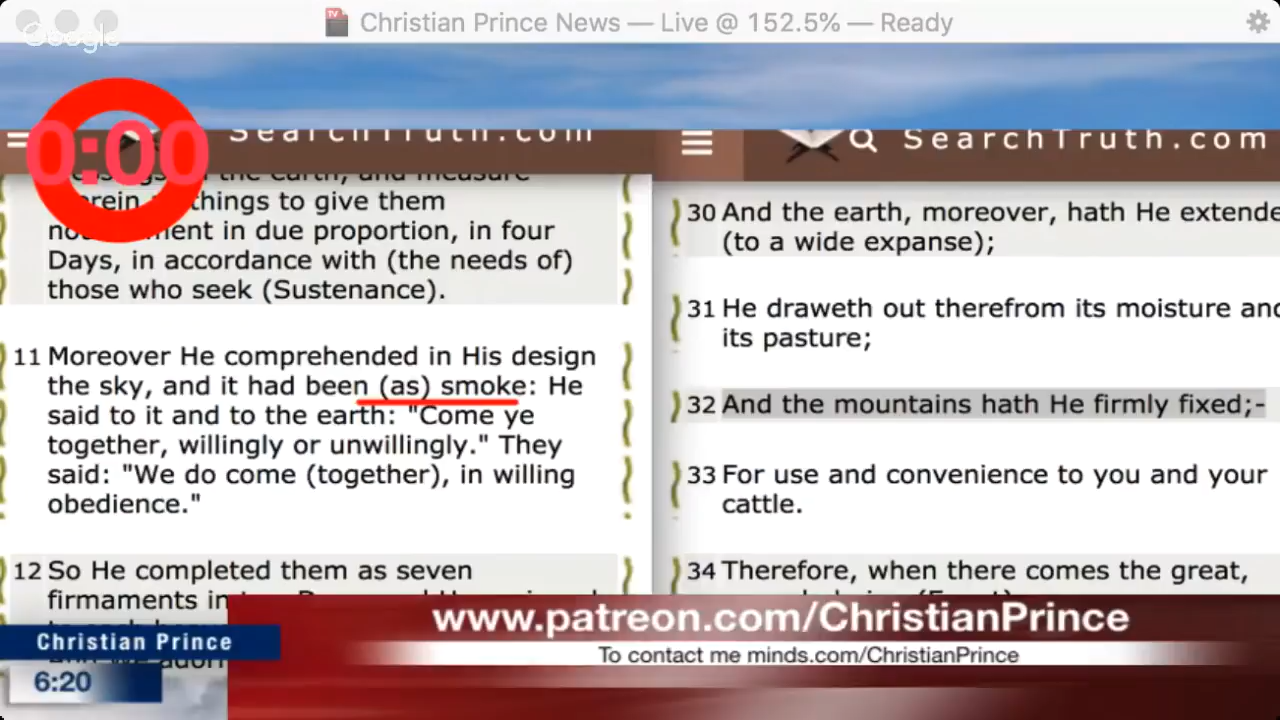 Christian Prince News — Live @ 152.5% — Ready
Google
0:00
SearchTruth.com
the earth, and measure
things to give them
in due proportion, in four
Days, in accordance with (the needs of)
those who seek (Sustenance).
11 Moreover He comprehended in His design
the sky, and it had been (as) smoke: He
said to it and to the earth: "Come ye
together, willingly or unwillingly." They
said: "We do come (together), in willing
obedience."
12 So He completed them as seven
firmaments in
SearchTruth.com
30 And the earth, moreover, hath He extende
(to a wide expanse);
31 He draweth out therefrom its moisture and
its pasture;
32 And the mountains hath He firmly fixed;-
33 For use and convenience to you and your
cattle.
34 Therefore, when there comes the great,
www.patreon.com/ChristianPrince
To contact me minds.com/ChristianPrince
Christian Prince
6:20